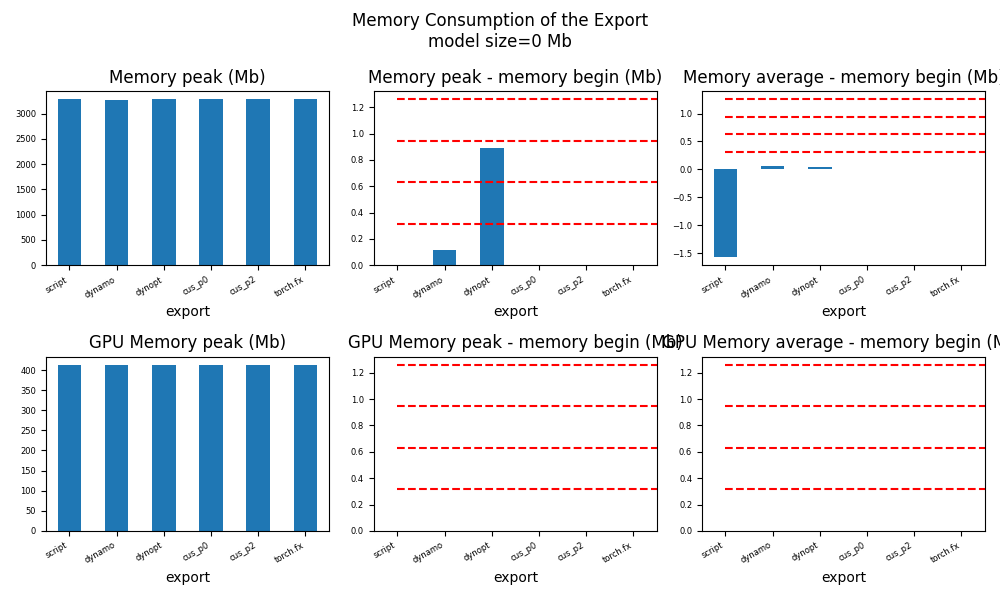 Memory Consumption of the Export
model size=0 Mb
Memory peak (Mb)
3000
2500
2000
1500
1000
500
0
script
dynamo
dynopt
cus_p0
cus_p2
torch.fx
export
Memory peak - memory begin (Mb)
1.2
1.0
0.8
0.6
0.4
0.2
0.0
script
dynamo
dynopt
cus_p0
cus_p2
torch.fx
export
Memory average - memory begin (Mb)
1.0
0.5
0.0
−0.5
−1.0
−1.5
script
dynamo
dynopt
cus_p0
cus_p2
torch.fx
export
GPU Memory peak (Mb)
400
350
300
250
200
150
100
50
0
script
dynamo
dynopt
cus_p0
cus_p2
torch.fx
export
GPU Memory peak - memory begin (Mb)
1.2
1.0
0.8
0.6
0.4
0.2
0.0
script
dynamo
dynopt
cus_p0
cus_p2
torch.fx
export
GPU Memory average - memory begin (M
1.2
1.0
0.8
0.6
0.4
0.2
0.0
script
dynamo
dynopt
cus_p0
cus_p2
torch.fx
export